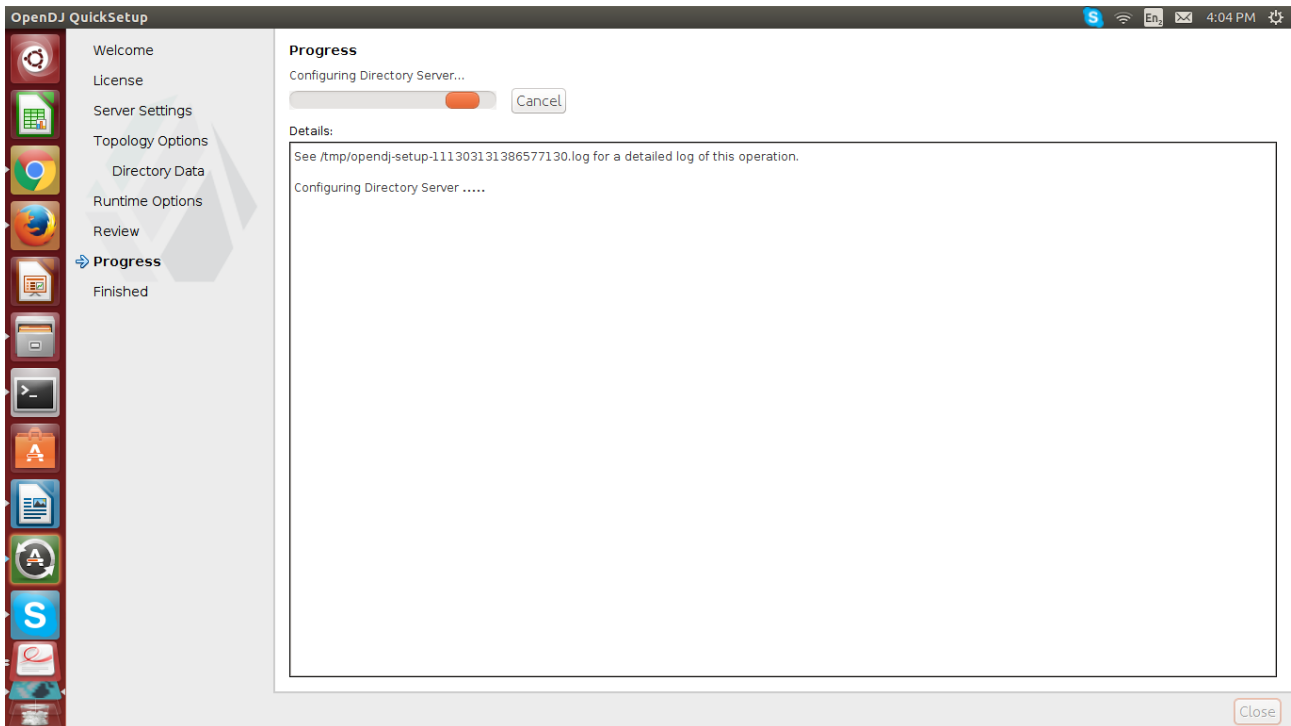 OpenDJ QuickSetup
En2
4:04 PM
Welcome
License
Server Settings
Topology Options
Directory Data
Runtime Options
Review
Progress
Finished
Progress
Configuring Directory Server...
Cancel
Details:
See /tmp/opendj-setup-111303131386577130.log for a detailed log of this operation.
Configuring Directory Server .....
Close